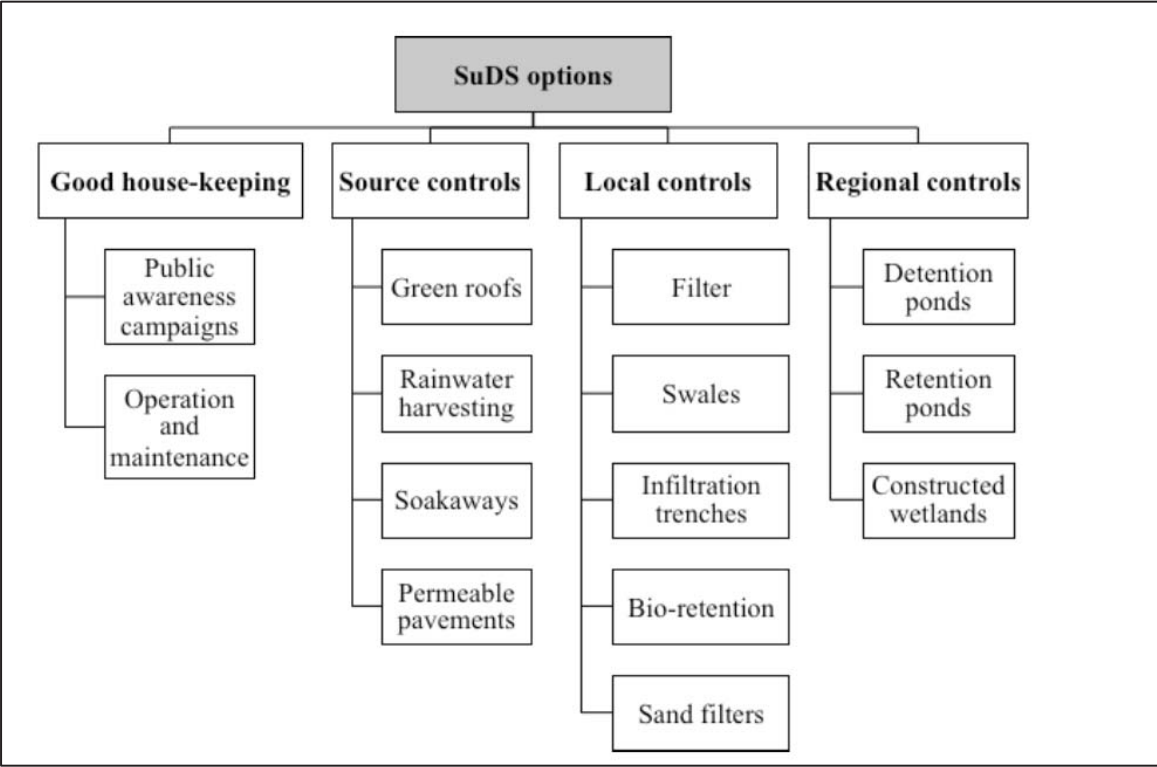 SuDS options
Good house-keeping
Source controls
Local controls
Regional controls
Public
awareness
campaigns
Operation
and
maintenance
Green roofs
Rainwater
harvesting
Soakaways
Permeable
pavements
Filter
Swales
Infiltration
trenches
Bio-retention
Sand filters
Detention
ponds
Retention
ponds
Constructed
wetlands